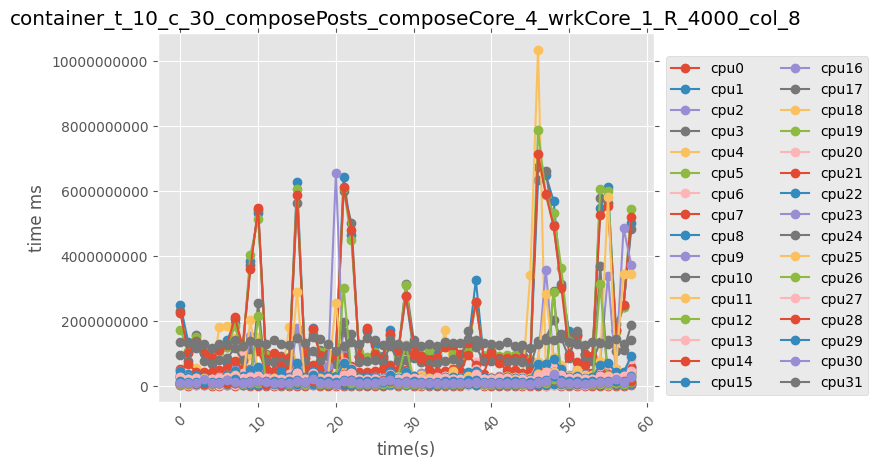 container_t_10_c_30_composePosts_composeCore_4_wrkCore_1_R_4000_col_8
time ms
10000000000
8000000000
6000000000
4000000000
2000000000
0
0
10
20
30
40
50
60
time(s)
cpu0
cpu1
cpu2
cpu3
cpu4
cpu5
cpu6
cpu7
cpu8
cpu9
cpu10
cpu11
cpu12
cpu13
cpu14
cpu15
cpu16
cpu17
cpu18
cpu19
cpu20
cpu21
cpu22
cpu23
cpu24
cpu25
cpu26
cpu27
cpu28
cpu29
cpu30
cpu31